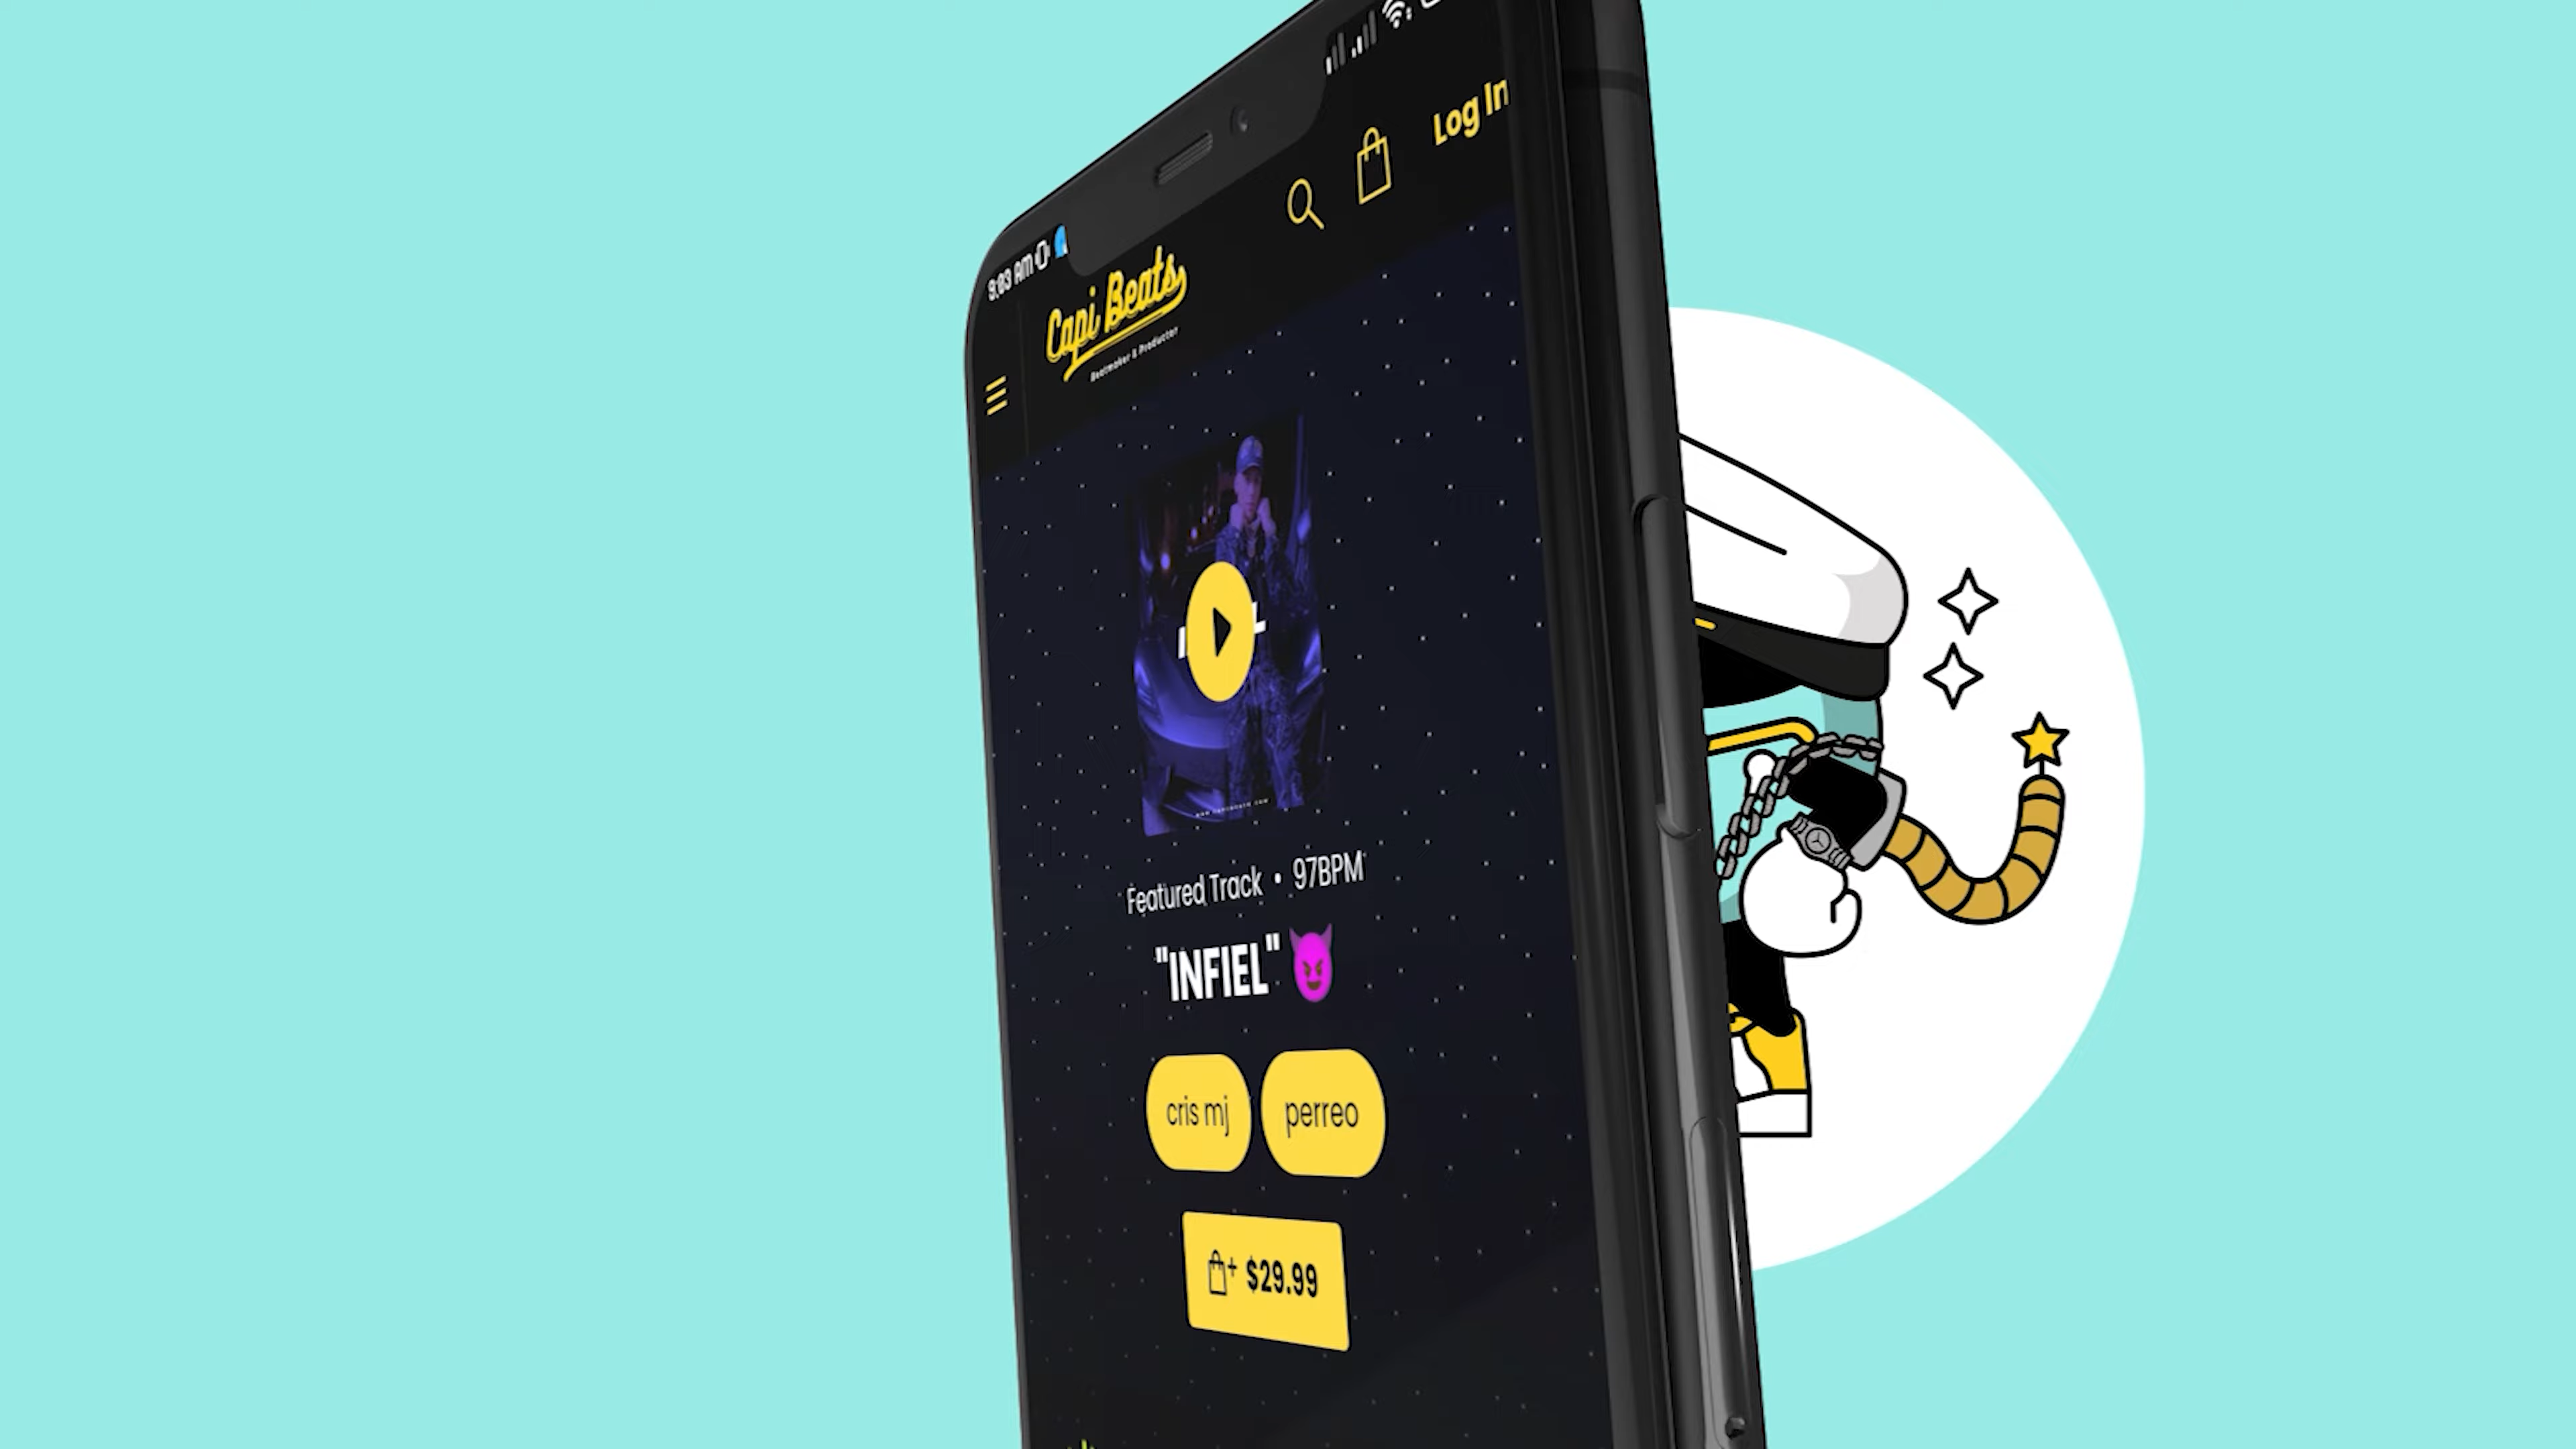 9:03 AM
Log In
Capi Beats
Beatmaker & Productor
Featured Track • 97BPM
"INFIEL" 😈
cris mj
perreo
$29.99